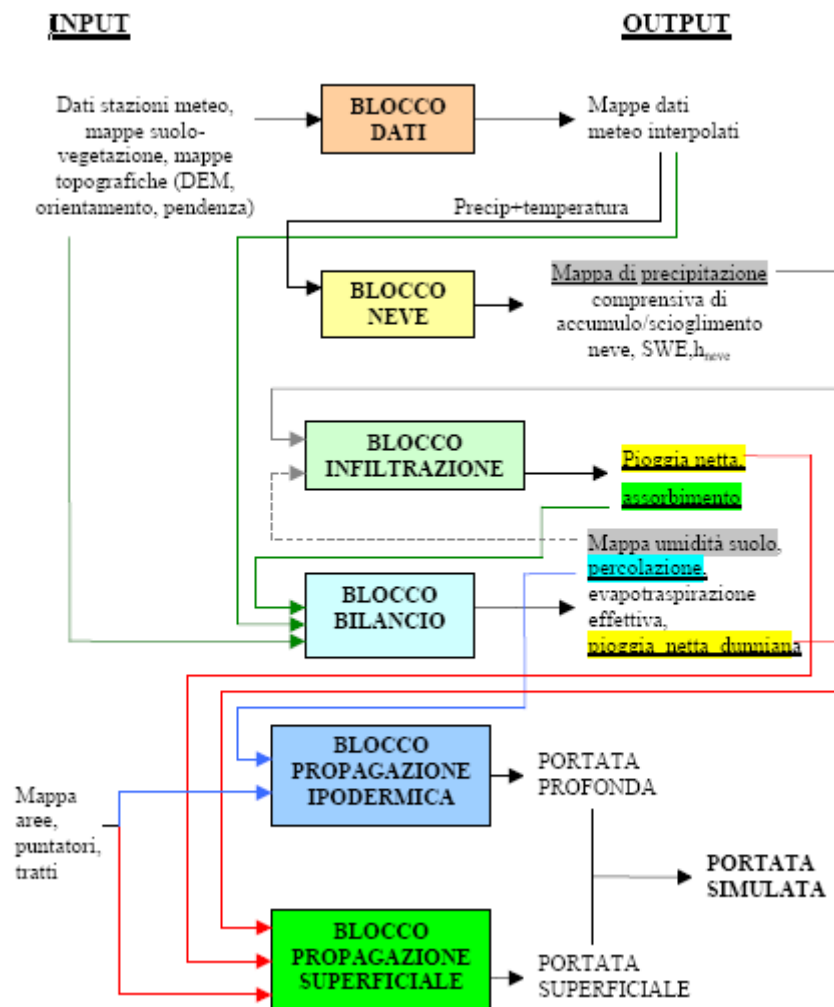 INPUT
OUTPUT
Dati stazioni meteo,
mappe suolo-
vegetazione, mappe
topografiche (DEM,
orientamento, pendenza)
BLOCCO
DATI
Mappe dati
meteo interpolati
Precip+temperatura
BLOCCO
NEVE
Mappa di precipitazione
comprensiva di
accumulo/scioglimento
neve, SWE,hneve
BLOCCO
INFILTRAZIONE
Pioggia netta,
assorbimento
BLOCCO
BILANCIO
Mappa umidità suolo,
percolazione,
evapotraspirazione
effettiva,
pioggia netta dunniana
Mappa
aree,
puntatori,
tratti
BLOCCO
PROPAGAZIONE
IPODERMICA
PORTATA
PROFONDA
PORTATA
SIMULATA
BLOCCO
PROPAGAZIONE
SUPERFICIALE
PORTATA
SUPERFICIALE